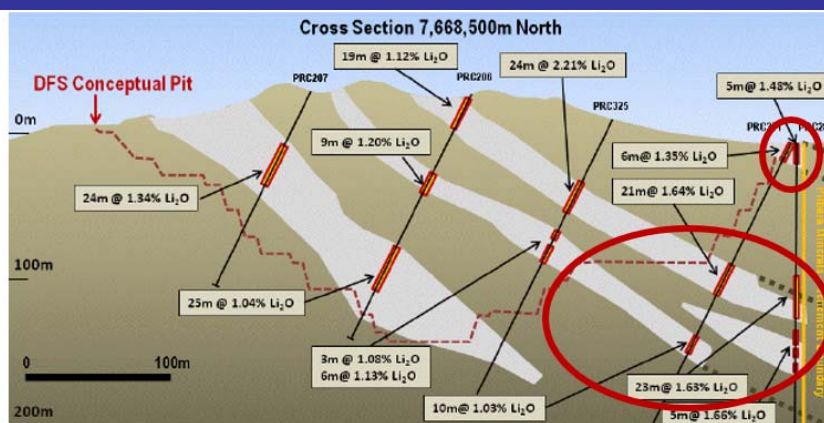 Cross Section 7,668,500m North
19m @ 1.12% Li₂O
24m @ 2.21% Li₂O
DFS Conceptual Pit
PRC207
PRC206
5m @ 1.48% Li₂O
PRC325
0m
9m @ 1.20% Li₂O
6m @ 1.35% Li₂O
24m @ 1.34% Li₂O
21m @ 1.64% Li₂O
100m
25m @ 1.04% Li₂O
0
100m
3m @ 1.08% Li₂O
6m @ 1.13% Li₂O
23m @ 1.63% Li₂O
10m @ 1.03% Li₂O
5m @ 1.66% Li₂O
200m